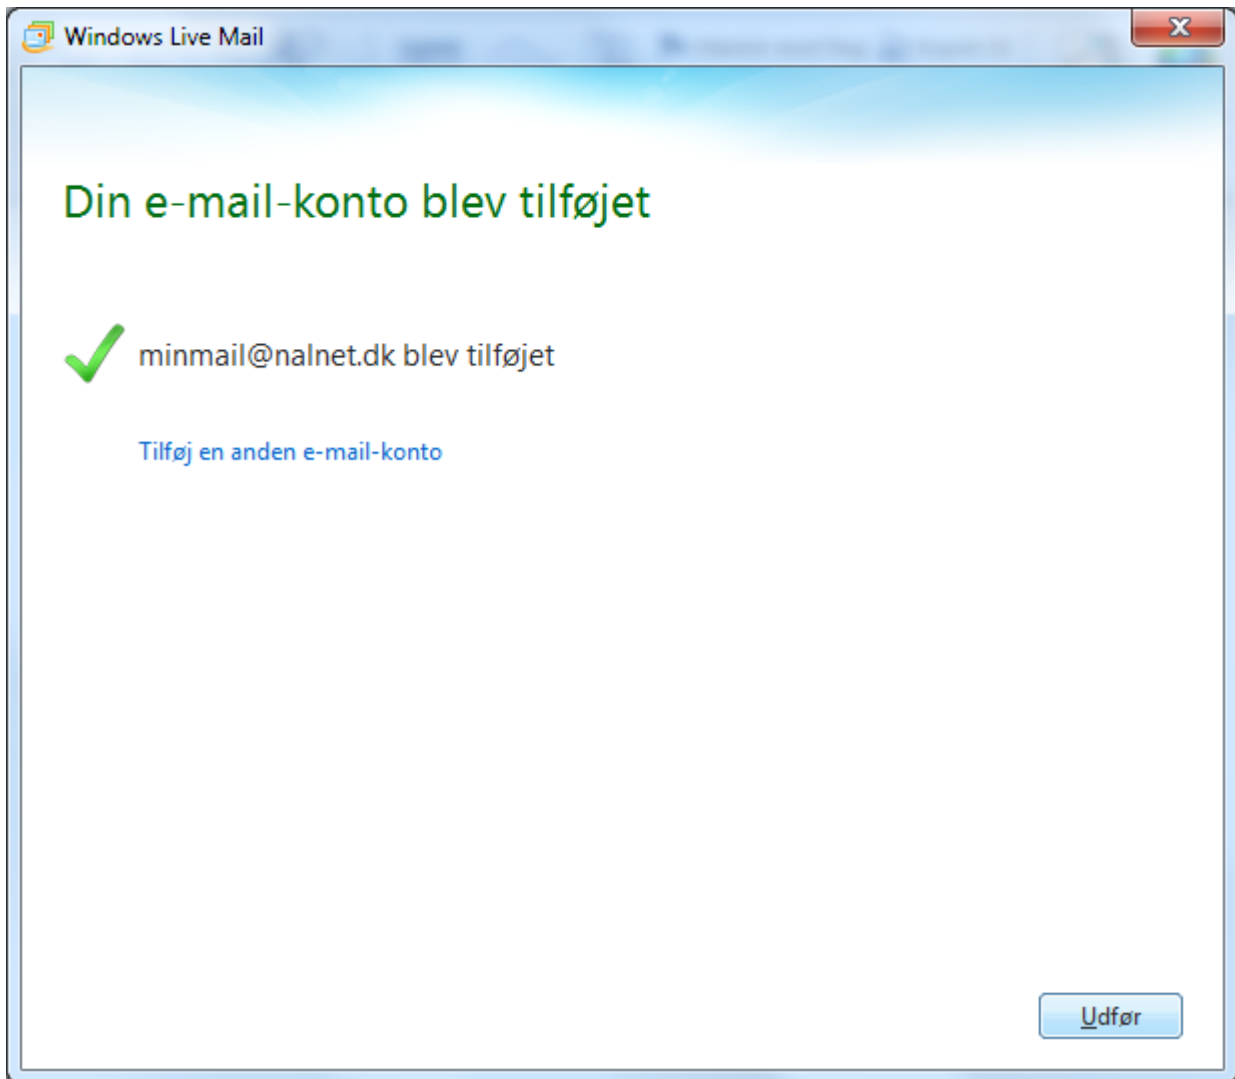 Windows Live Mail
Din e-mail-konto blev tilføjet
minmail@nalnet.dk blev tilføjet
Tilføj en anden e-mail-konto
Udfør